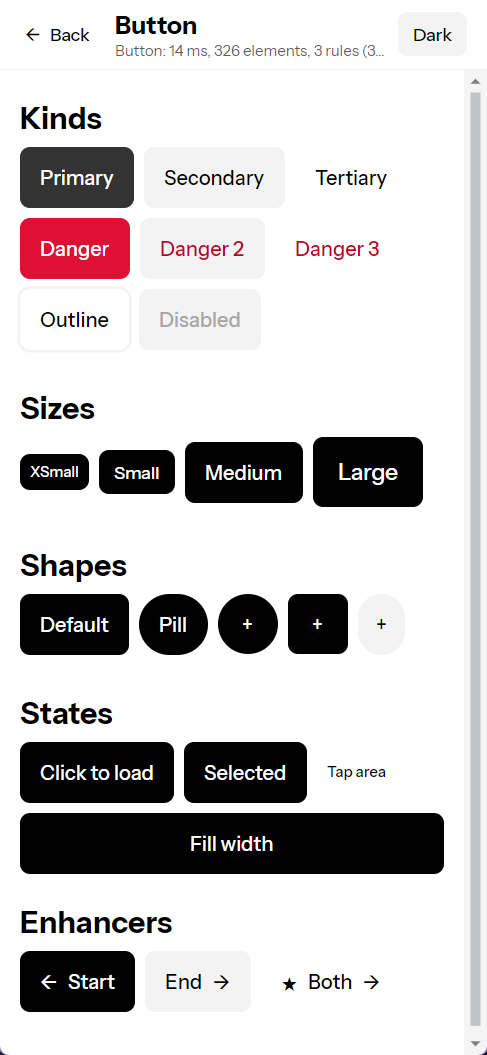 ← Back Button Dark
Button: 14 ms, 326 elements, 3 rules (3...
Kinds
Primary Secondary Tertiary
Danger Danger 2 Danger 3
Outline Disabled
Sizes
XSmall Small Medium Large
Shapes
Default Pill + + +
States
Click to load Selected Tap area
Fill width
Enhancers
← Start End → ★ Both →